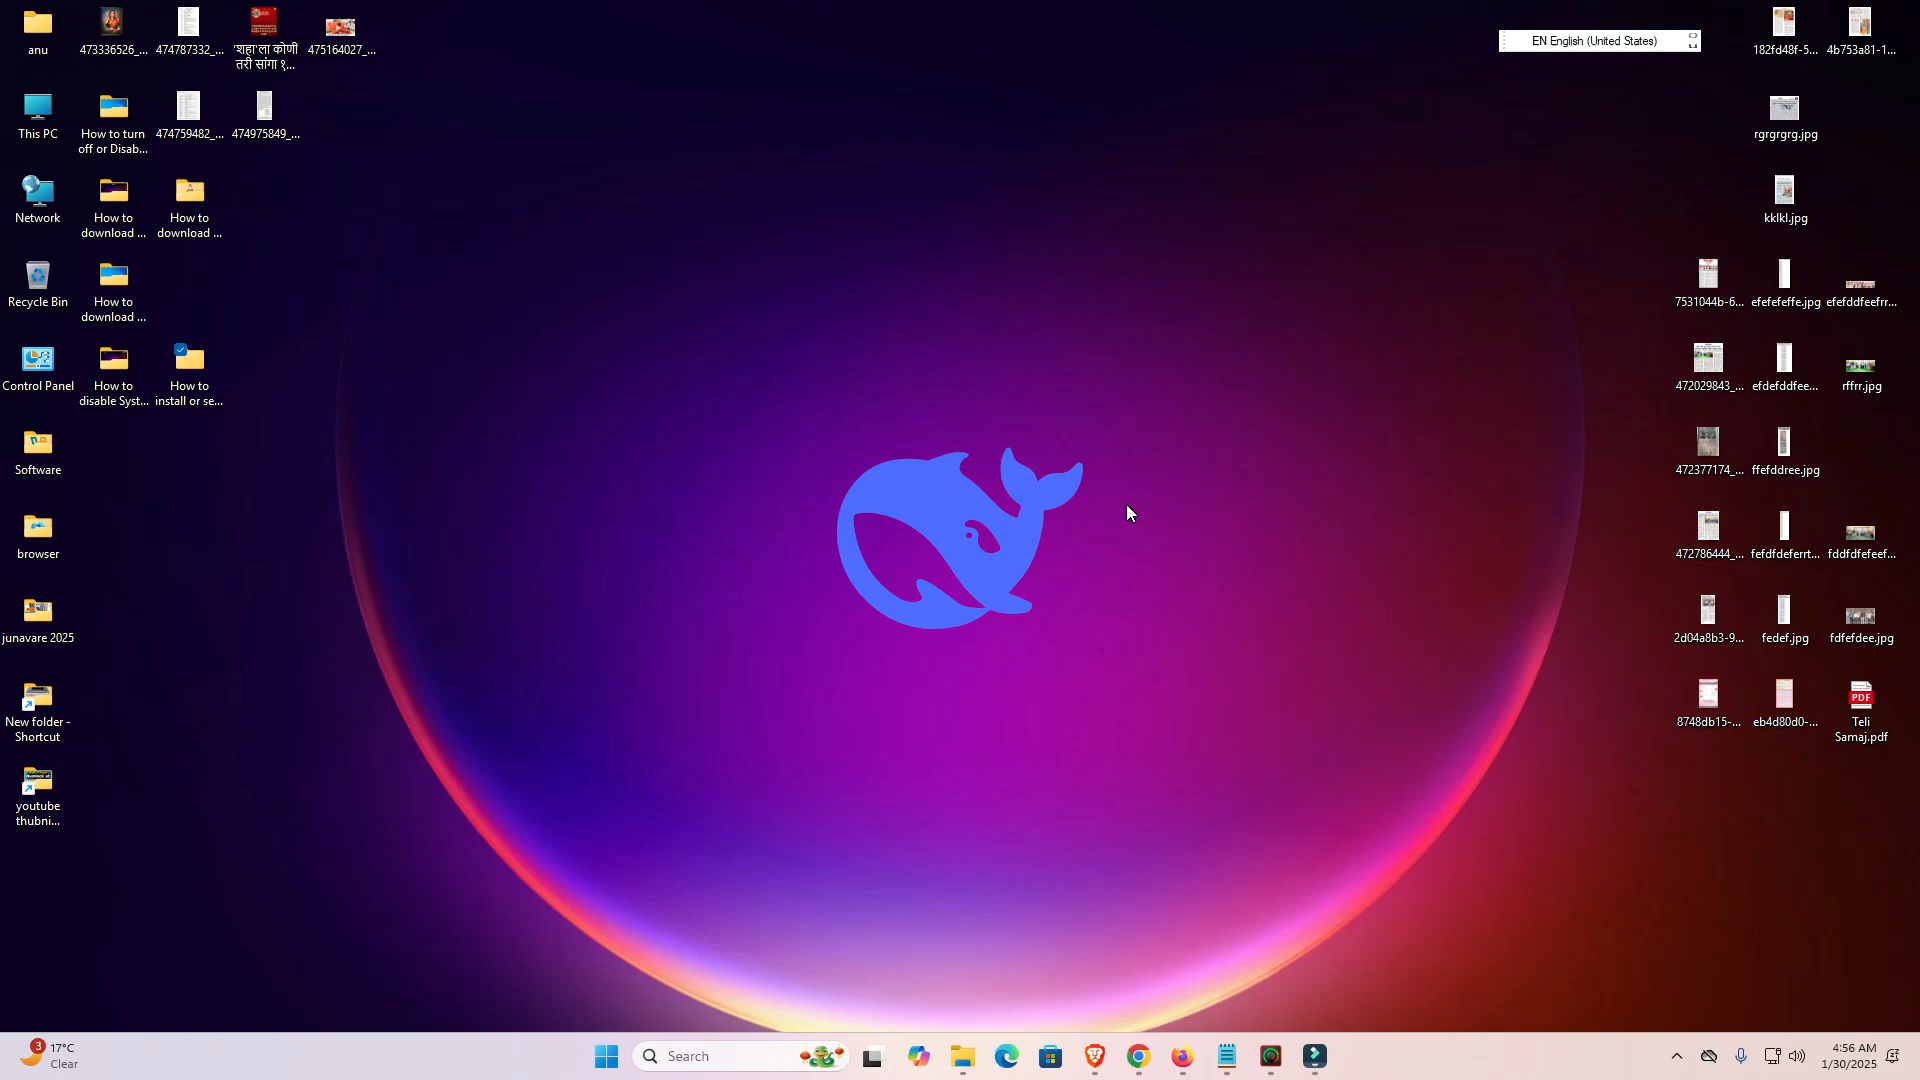 anu
473336526_...
474787332_...
'शहा'ला कोणी
तरी सांगा १...
475164027_...
EN English (United States)
182fd48f-5...
4b753a81-1...
This PC
How to turn
off or Disab...
474759482_...
474975849_...
rgrgrgrg.jpg
Network
How to
download ...
How to
download ...
kklkl.jpg
Recycle Bin
How to
download ...
7531044b-6...
efefefeffe.jpg
efefddfeefrr...
Control Panel
How to
disable Syst...
How to
install or se...
472029843_...
efdefddfee...
rffrr.jpg
Software
472377174_...
ffefddree.jpg
browser
472786444_...
fefdfdeferrt...
fddfdfefeef...
junavare 2025
2d04a8b3-9...
fedef.jpg
fdfefdee.jpg
New folder -
Shortcut
8748db15-...
eb4d80d0-...
PDF
Teli
Samaj.pdf
youtube
thubni...
3
17°C
Clear
Search
4:56 AM
1/30/2025